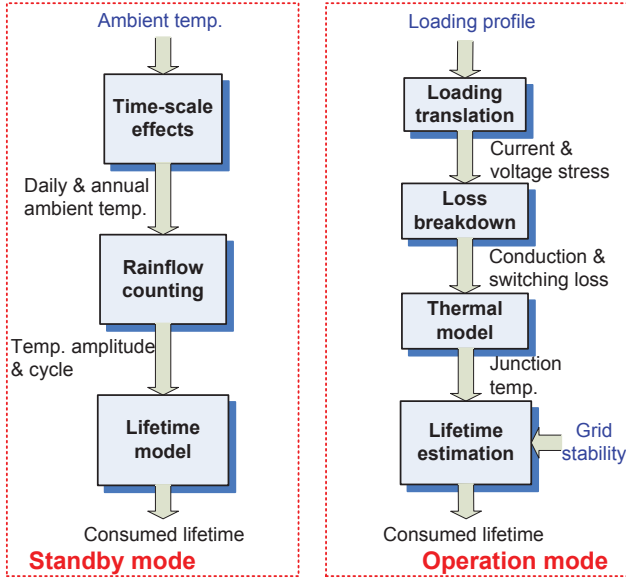 Ambient temp.
Time-scale
effects
Daily & annual
ambient temp.
Rainflow
counting
Temp. amplitude
& cycle
Lifetime
model
Consumed lifetime
Standby mode
Loading profile
Loading
translation
Current &
voltage stress
Loss
breakdown
Conduction &
switching loss
Thermal
model
Junction
temp.
Lifetime
estimation
Grid
stability
Consumed lifetime
Operation mode